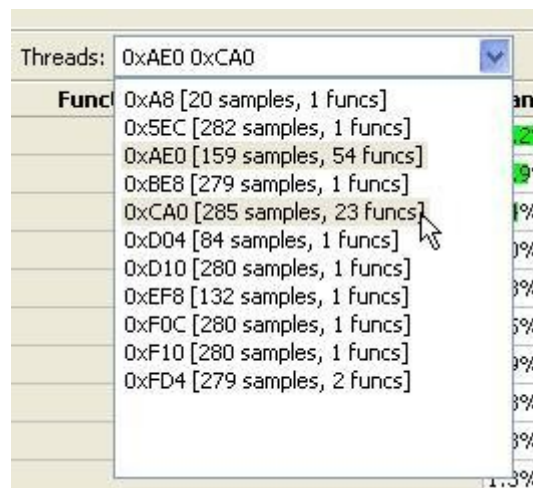 Threads: 0xAE0 0xCA0
0xA8 [20 samples, 1 funcs]
0x5EC [282 samples, 1 funcs]
0xAE0 [159 samples, 54 funcs]
0xBE8 [279 samples, 1 funcs]
0xCA0 [285 samples, 23 funcs]
0xD04 [84 samples, 1 funcs]
0xD10 [280 samples, 1 funcs]
0xEF8 [132 samples, 1 funcs]
0xF0C [280 samples, 1 funcs]
0xF10 [280 samples, 1 funcs]
0xFD4 [279 samples, 2 funcs]